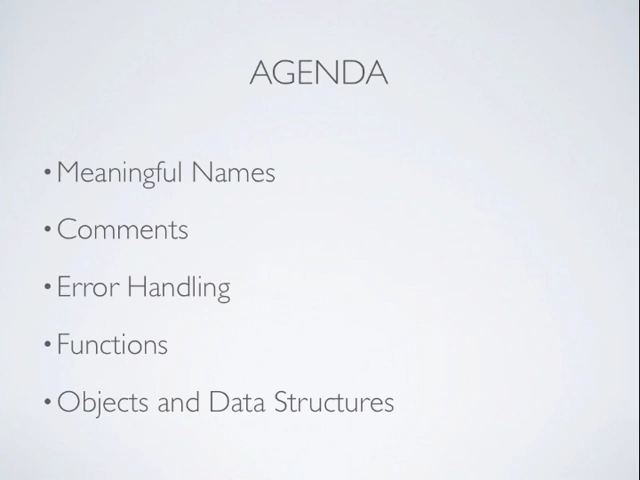 AGENDA
• Meaningful Names
• Comments
• Error Handling
• Functions
• Objects and Data Structures